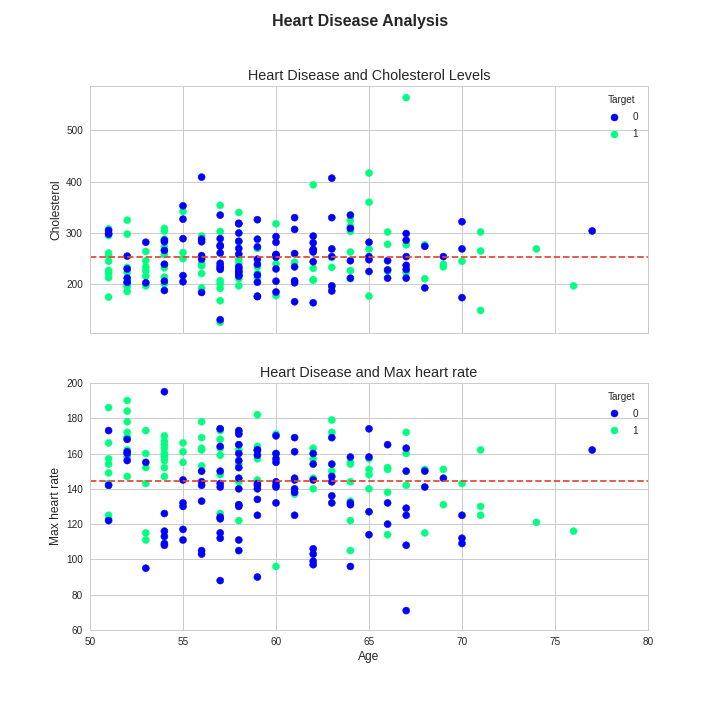 Heart Disease Analysis
Heart Disease and Cholesterol Levels
Target
0
1
500
400
300
200
Cholesterol
Heart Disease and Max heart rate
Target
0
1
200
180
160
140
120
100
80
60
Max heart rate
50 55 60 65 70 75 80
Age